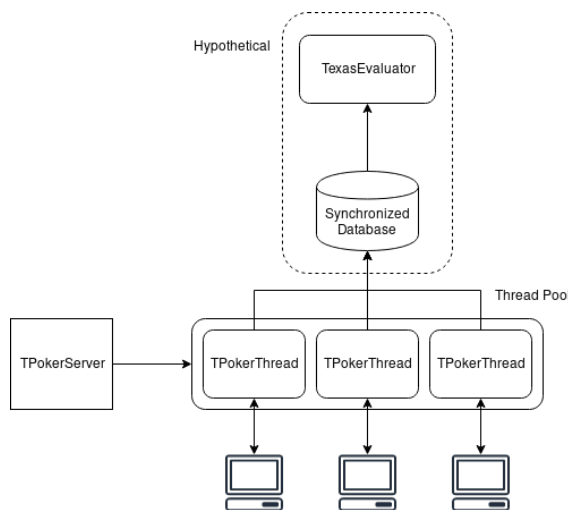 Hypothetical
TexasEvaluator
Synchronized
Database
Thread Pool
TPokerServer
TPokerThread
TPokerThread
TPokerThread